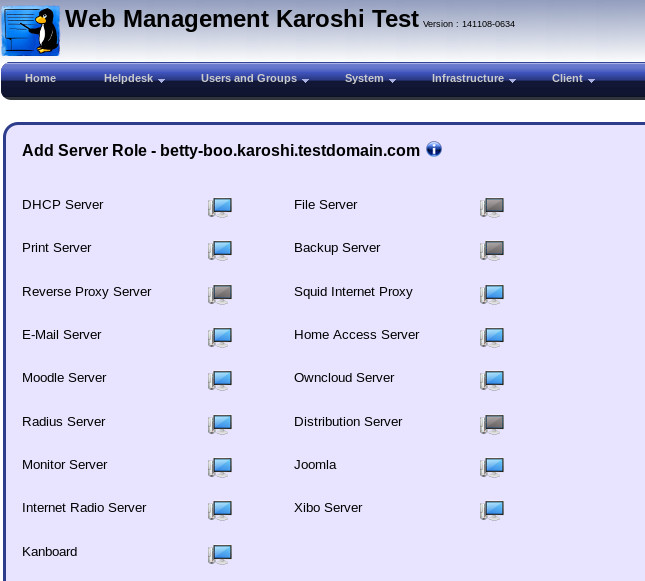 Web Management Karoshi Test Version : 141108-0634
Home Helpdesk Users and Groups System Infrastructure Client
Add Server Role - betty-boo.karoshi.testdomain.com
DHCP Server File Server
Print Server Backup Server
Reverse Proxy Server Squid Internet Proxy
E-Mail Server Home Access Server
Moodle Server Owncloud Server
Radius Server Distribution Server
Monitor Server Joomla
Internet Radio Server Xibo Server
Kanboard